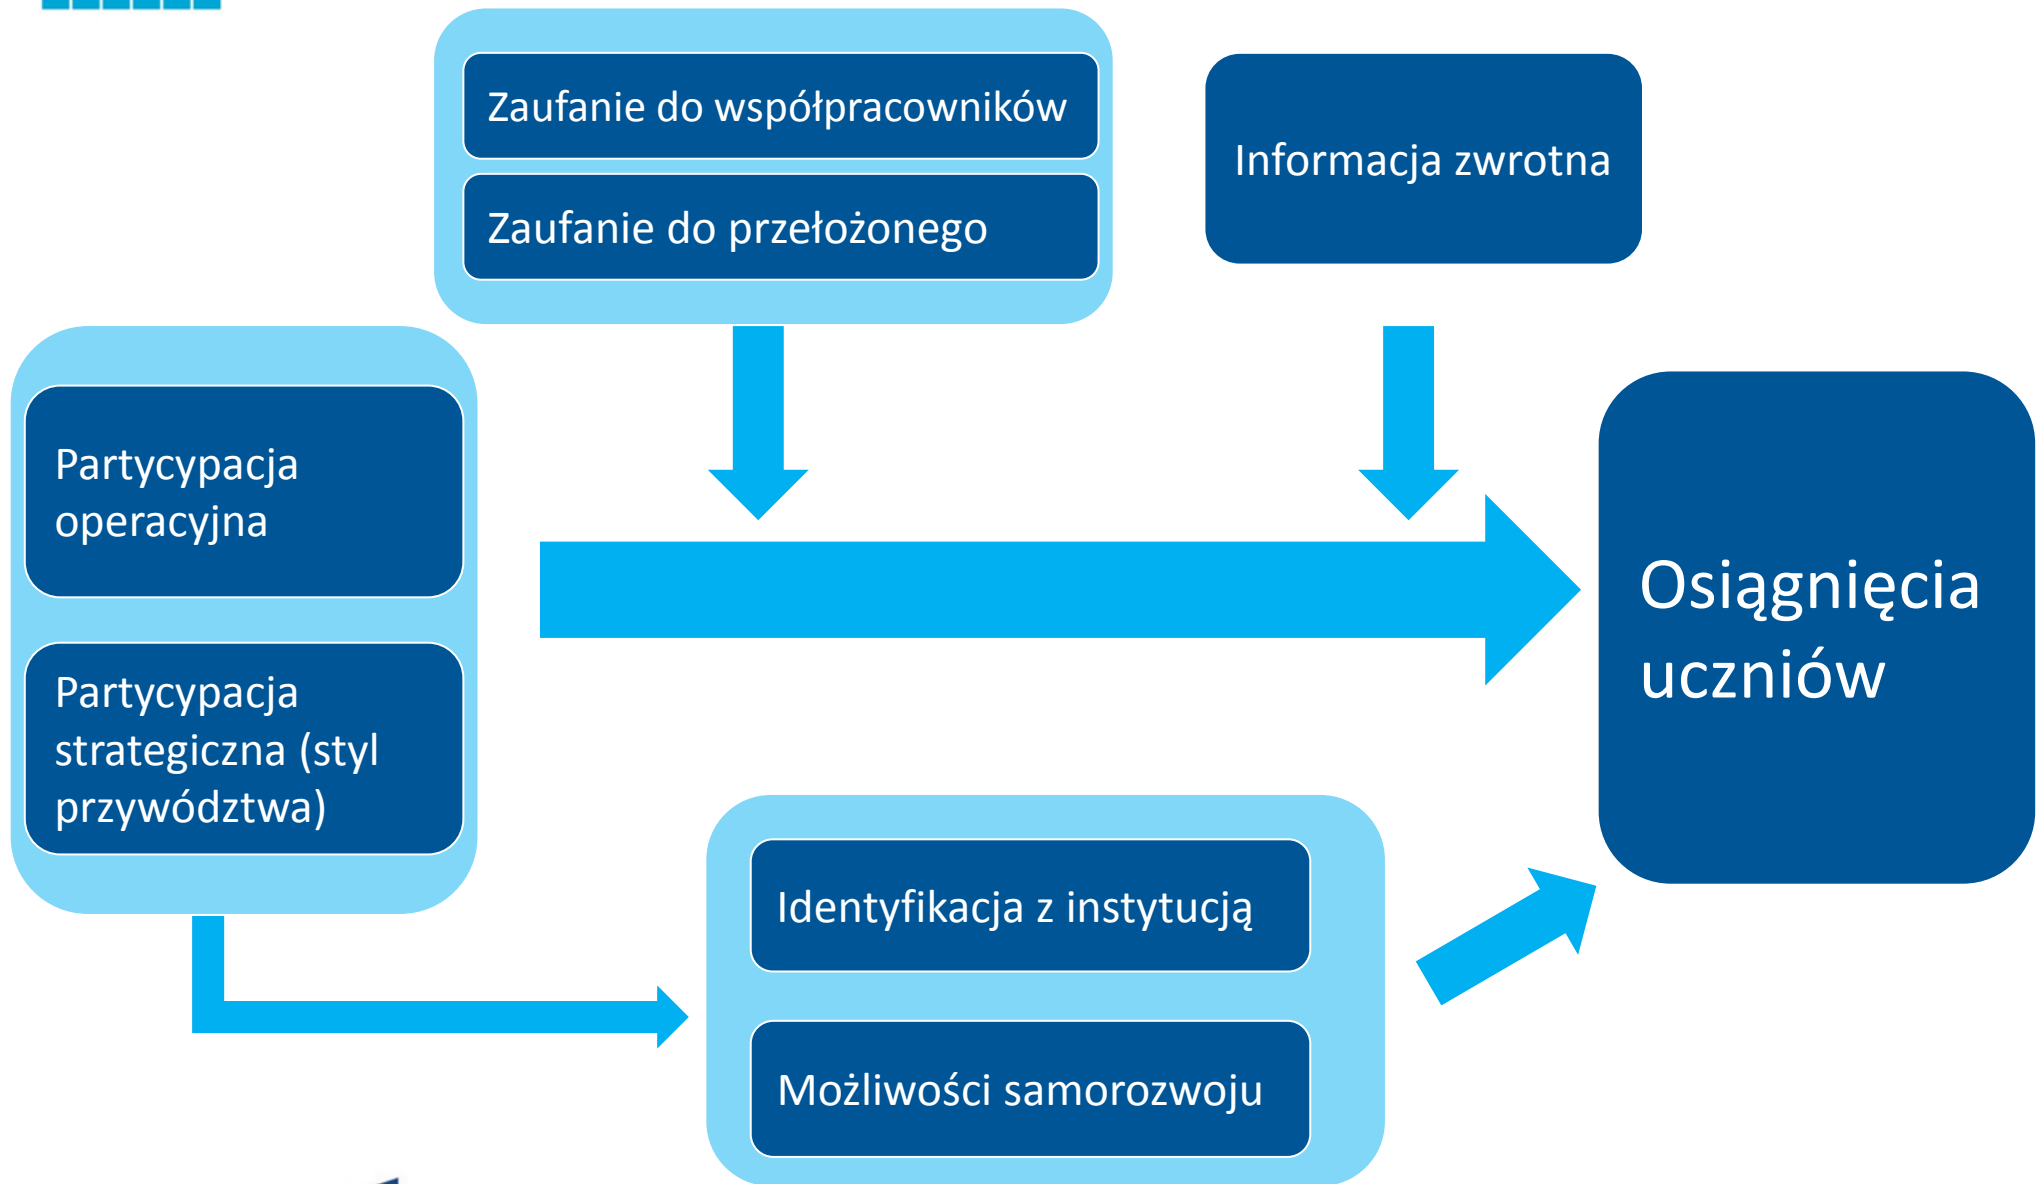 Zaufanie do współpracowników
Zaufanie do przełożonego
Informacja zwrotna
Partycypacja
operacyjna
Partycypacja
strategiczna (styl
przywództwa)
Osiągnięcia
uczniów
Identyfikacja z instytucją
Możliwości samorozwoju